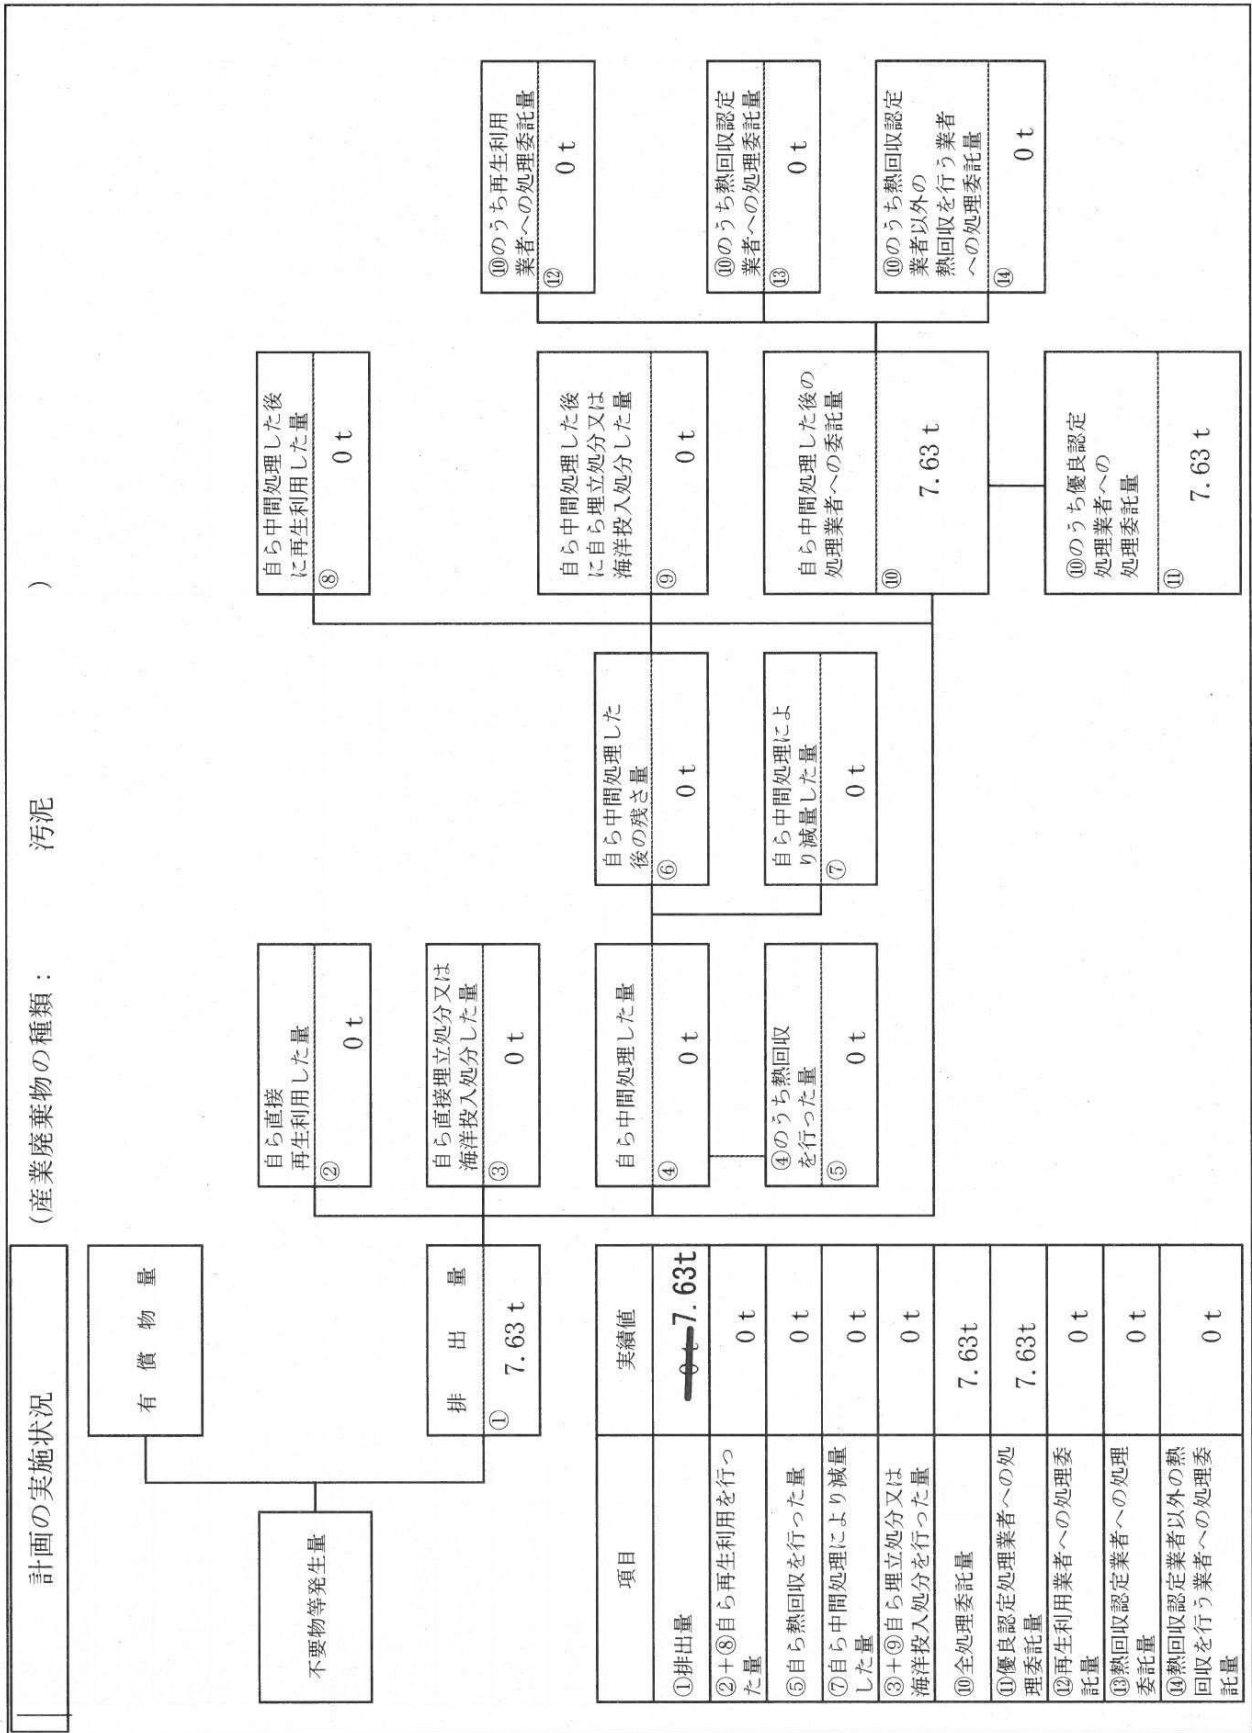 計画の実施状況
(産業廃棄物の種類： 汚泥 )
不要物等発生量
有償物量
排出量
① 7.63 t
自ら直接
再生利用した量
② 0 t
自ら直接埋立処分又は
海洋投入処分した量
③ 0 t
自ら中間処理した量
④ 0 t
④のうち熱回収
を行った量
⑤ 0 t
自ら中間処理した
後の残さ量
⑥ 0 t
自ら中間処理によ
り減量した量
⑦ 0 t
自ら中間処理した後
に再生利用した量
⑧ 0 t
自ら中間処理した後
に自ら埋立処分又は
海洋投入処分した量
⑨ 0 t
自ら中間処理した後の
処理業者への委託量
⑩ 7.63 t
⑩のうち優良認定
処理業者への
処理委託量
⑪ 7.63 t
⑩のうち再生利用
業者への処理委託量
⑫ 0 t
⑩のうち熱回収認定
業者への処理委託量
⑬ 0 t
⑩のうち熱回収認定
業者以外の
熱回収を行う業者
への処理委託量
⑭ 0 t
項目 実績値
①排出量 0 t 7.63t
②+⑧自ら再生利用を行っ
た量 0 t
⑤自ら熱回収を行った量 0 t
⑦自ら中間処理により減量
した量 0 t
③+⑨自ら埋立処分又は
海洋投入処分を行った量 0 t
⑩全処理委託量 7.63t
⑪優良認定処理業者への処
理委託量 7.63t
⑫再生利用業者への処理委
託量 0 t
⑬熱回収認定業者への処理
委託量 0 t
⑭熱回収認定業者以外の熱
回収を行う業者への処理委
託量 0 t